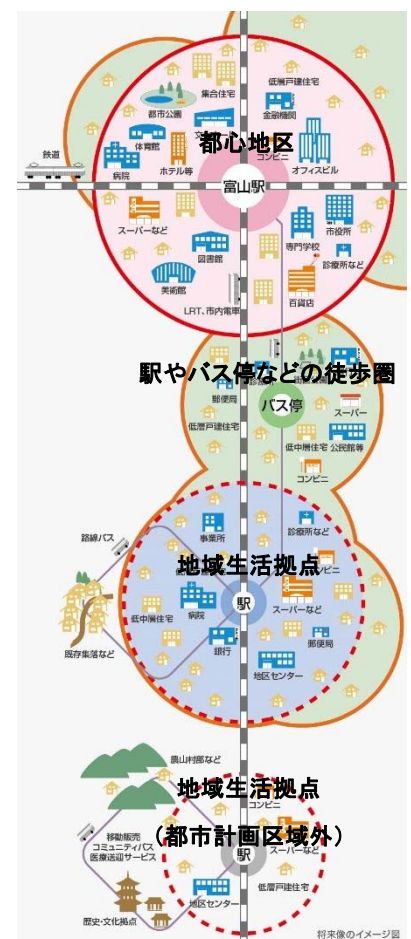 集合住宅
低層戸建住宅
都市公園
金融機関
都心地区
コンビニ
体育館
オフィスビル
鉄道
病院
ホテル等
富山駅
スーパーなど
市役所
専門学校
図書館
診療所など
美術館
百貨店
LRT、市内電車
駅やバス停などの徒歩圏
郵便局
バス停
スーパー
低層戸建住宅
低中層住宅
公民館等
コンビニ
路線バス
事業所
診療所など
地域生活拠点
コンビニ
駅
スーパーなど
低中層住宅
病院
郵便局
既存集落など
銀行
地区センター
農山村部など
地域生活拠点
コンビニ
(都市計画区域外)
移動販売
コミュニティバス
医療送迎サービス
スーパーなど
駅
地区センター
低層戸建住宅
歴史・文化拠点
将来像のイメージ図